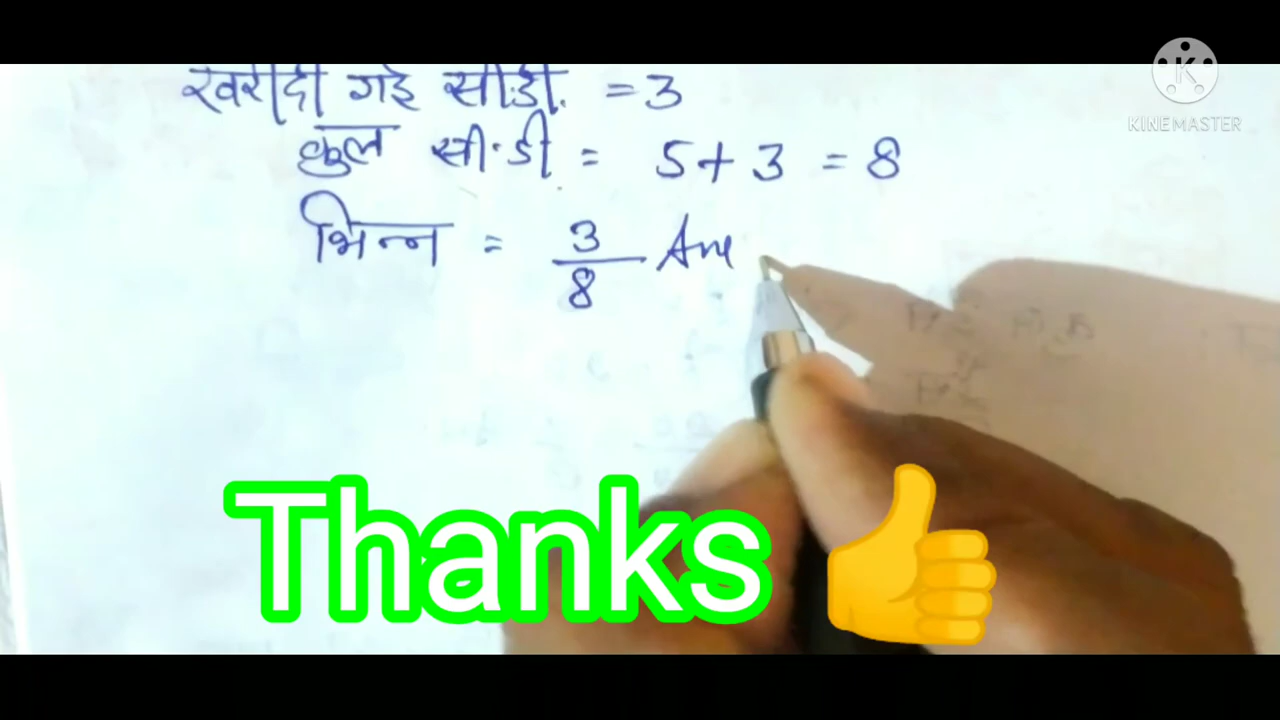 खरीदी गई सी.डी. = 3
KINEMASTER
कुल सी.डी = 5 + 3 = 8
भिन्न = 3/8 Ans
Thanks 👍